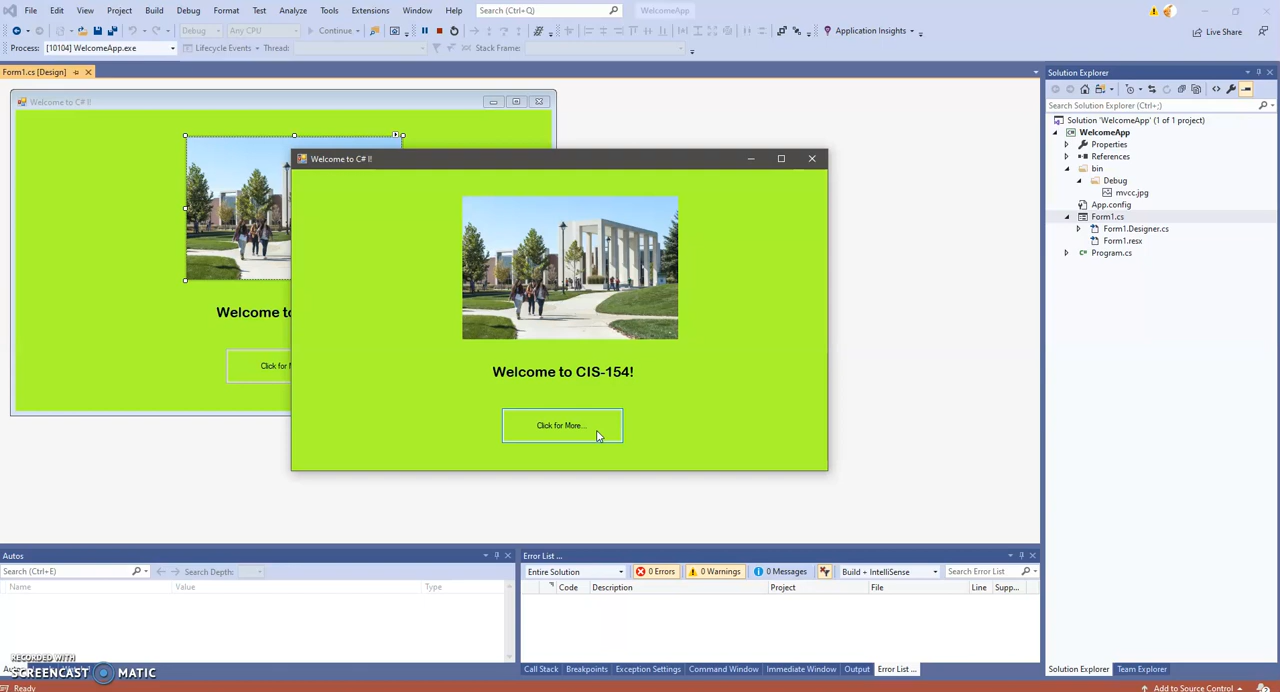 File Edit View Project Build Debug Format Test Analyze Tools Extensions Window Help Search (Ctrl+Q) WelcomeApp
Debug Any CPU Continue Application Insights Live Share
Process: [10104] WelcomeApp.exe Lifecycle Events Thread: Stack Frame:
Form1.cs [Design]
Welcome to C# I!
Welcome to
Click for M
Welcome to C# I!
Welcome to CIS-154!
Click for More...
Solution Explorer
Search Solution Explorer (Ctrl+;)
Solution 'WelcomeApp' (1 of 1 project)
WelcomeApp
Properties
References
bin
Debug
mvcc.jpg
App.config
Form1.cs
Form1.Designer.cs
Form1.resx
Program.cs
Autos
Search (Ctrl+E) Search Depth:
Name Value Type
Error List ...
Entire Solution 0 Errors 0 Warnings 0 Messages Build + IntelliSense Search Error List
Code Description Project File Line Supp...
RECORDED WITH
SCREENCAST MATIC
Call Stack Breakpoints Exception Settings Command Window Immediate Window Output Error List ...
Solution Explorer Team Explorer
Ready Add to Source Control